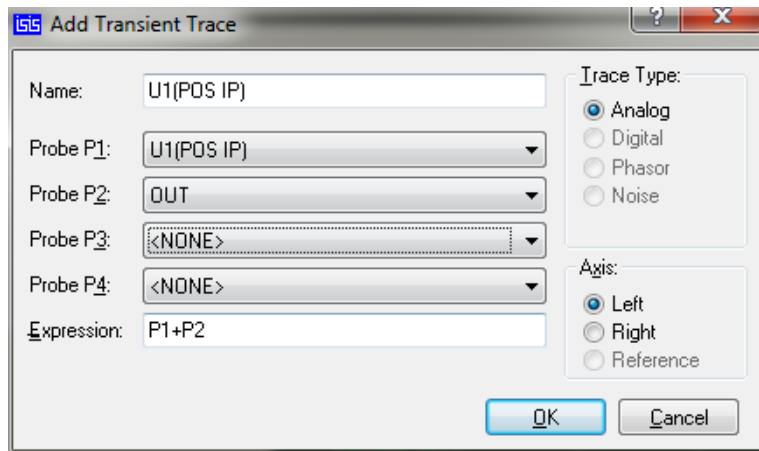 isis Add Transient Trace
? X
Name: U1(POS IP)
Probe P1: U1(POS IP)
Probe P2: OUT
Probe P3: <NONE>
Probe P4: <NONE>
Expression: P1+P2
Trace Type:
Analog
Digital
Phasor
Noise
Axis:
Left
Right
Reference
OK Cancel